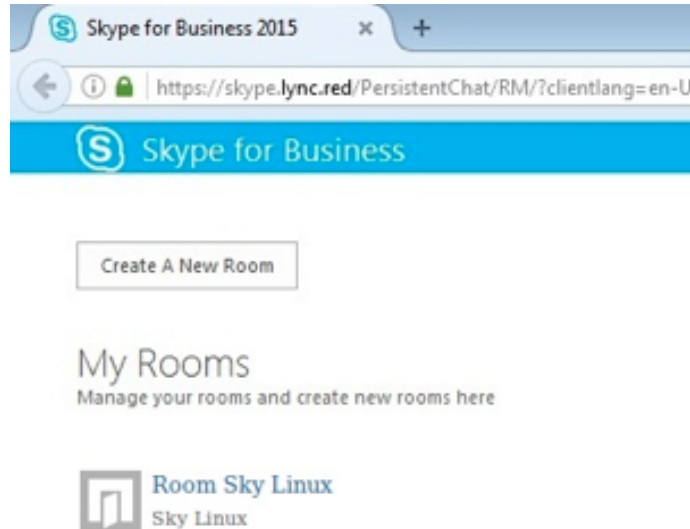 Skype for Business 2015
https://skype.lync.red/PersistentChat/RM/?clientlang=en-U
Skype for Business
Create A New Room
My Rooms
Manage your rooms and create new rooms here
Room Sky Linux
Sky Linux